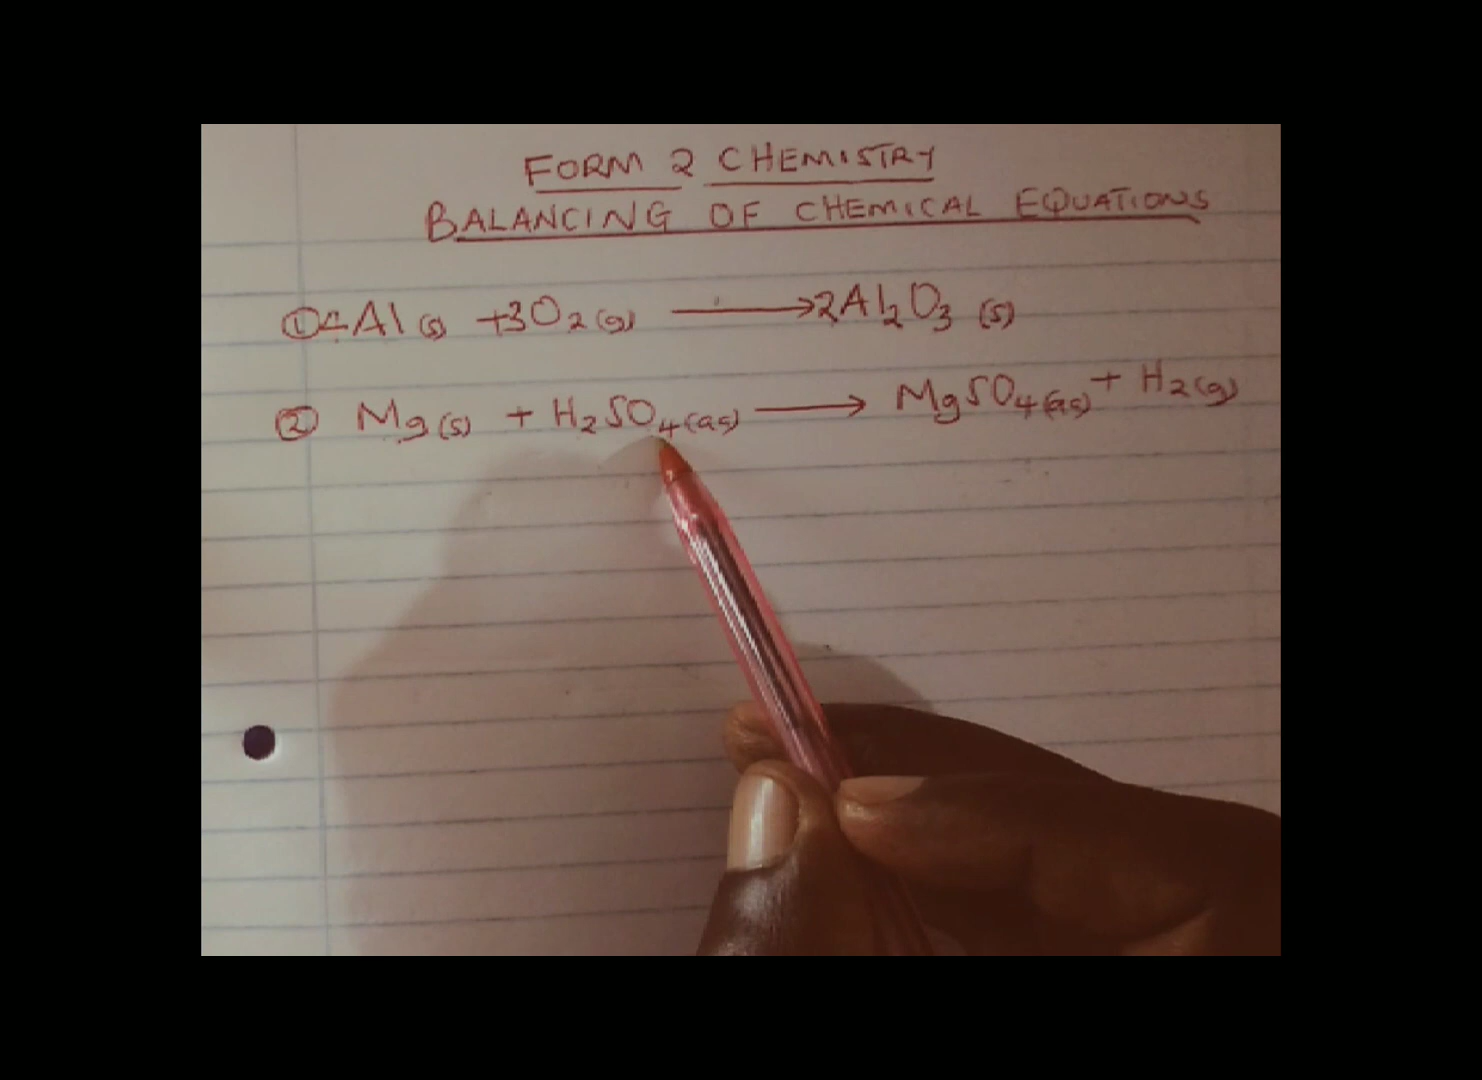 FORM 2 CHEMISTRY
BALANCING OF CHEMICAL EQUATIONS
① 4Al(s) +3O₂(g) ⟶ 2Al₂O₃ (s)
② Mg(s) + H₂SO₄(aq) ⟶ MgSO₄(aq) + H₂(g)